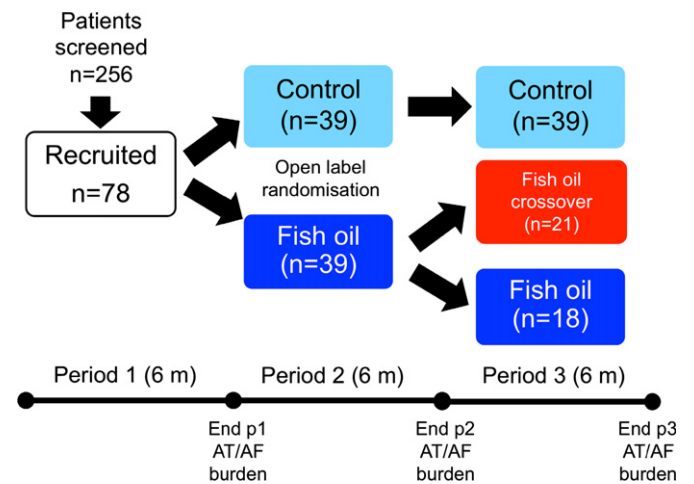 Patients
screened
n=256
Recruited
n=78
Control
(n=39)
Open label
randomisation
Fish oil
(n=39)
Control
(n=39)
Fish oil
crossover
(n=21)
Fish oil
(n=18)
Period 1 (6 m)
Period 2 (6 m)
Period 3 (6 m)
End p1
AT/AF
burden
End p2
AT/AF
burden
End p3
AT/AF
burden